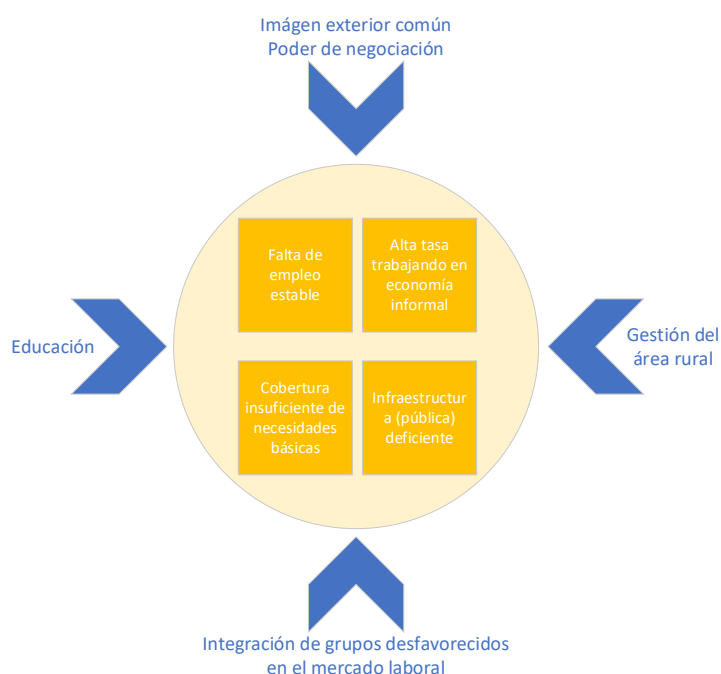 Imágen exterior común
Poder de negociación
Falta de
empleo
estable
Alta tasa
trabajando en
economía
informal
Educación
Gestión del
área rural
Cobertura
insuficiente de
necesidades
básicas
Infraestructur
a (pública)
deficiente
Integración de grupos desfavorecidos
en el mercado laboral